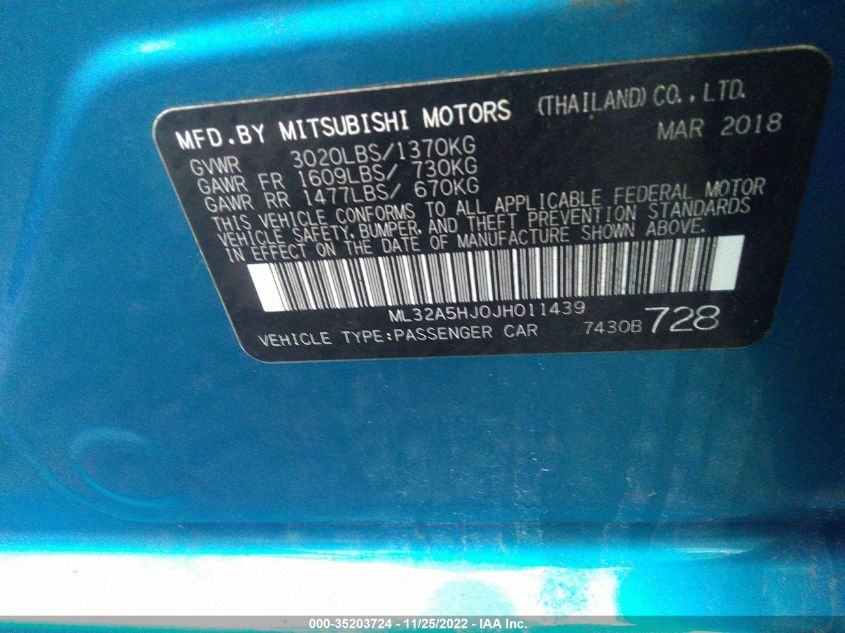 MFD.BY MITSUBISHI MOTORS (THAILAND) CO., LTD.
MAR 2018
GVWR 3020LBS/1370KG
GAWR FR 1609LBS/ 730KG
GAWR RR 1477LBS/ 670KG
THIS VEHICLE CONFORMS TO ALL APPLICABLE FEDERAL MOTOR
VEHICLE SAFETY, BUMPER, AND THEFT PREVENTION STANDARDS
IN EFFECT ON THE DATE OF MANUFACTURE SHOWN ABOVE.
ML32A5HJ0JH011439
VEHICLE TYPE:PASSENGER CAR 7430B 728
000-35203724 - 11/25/2022 - IAA Inc.